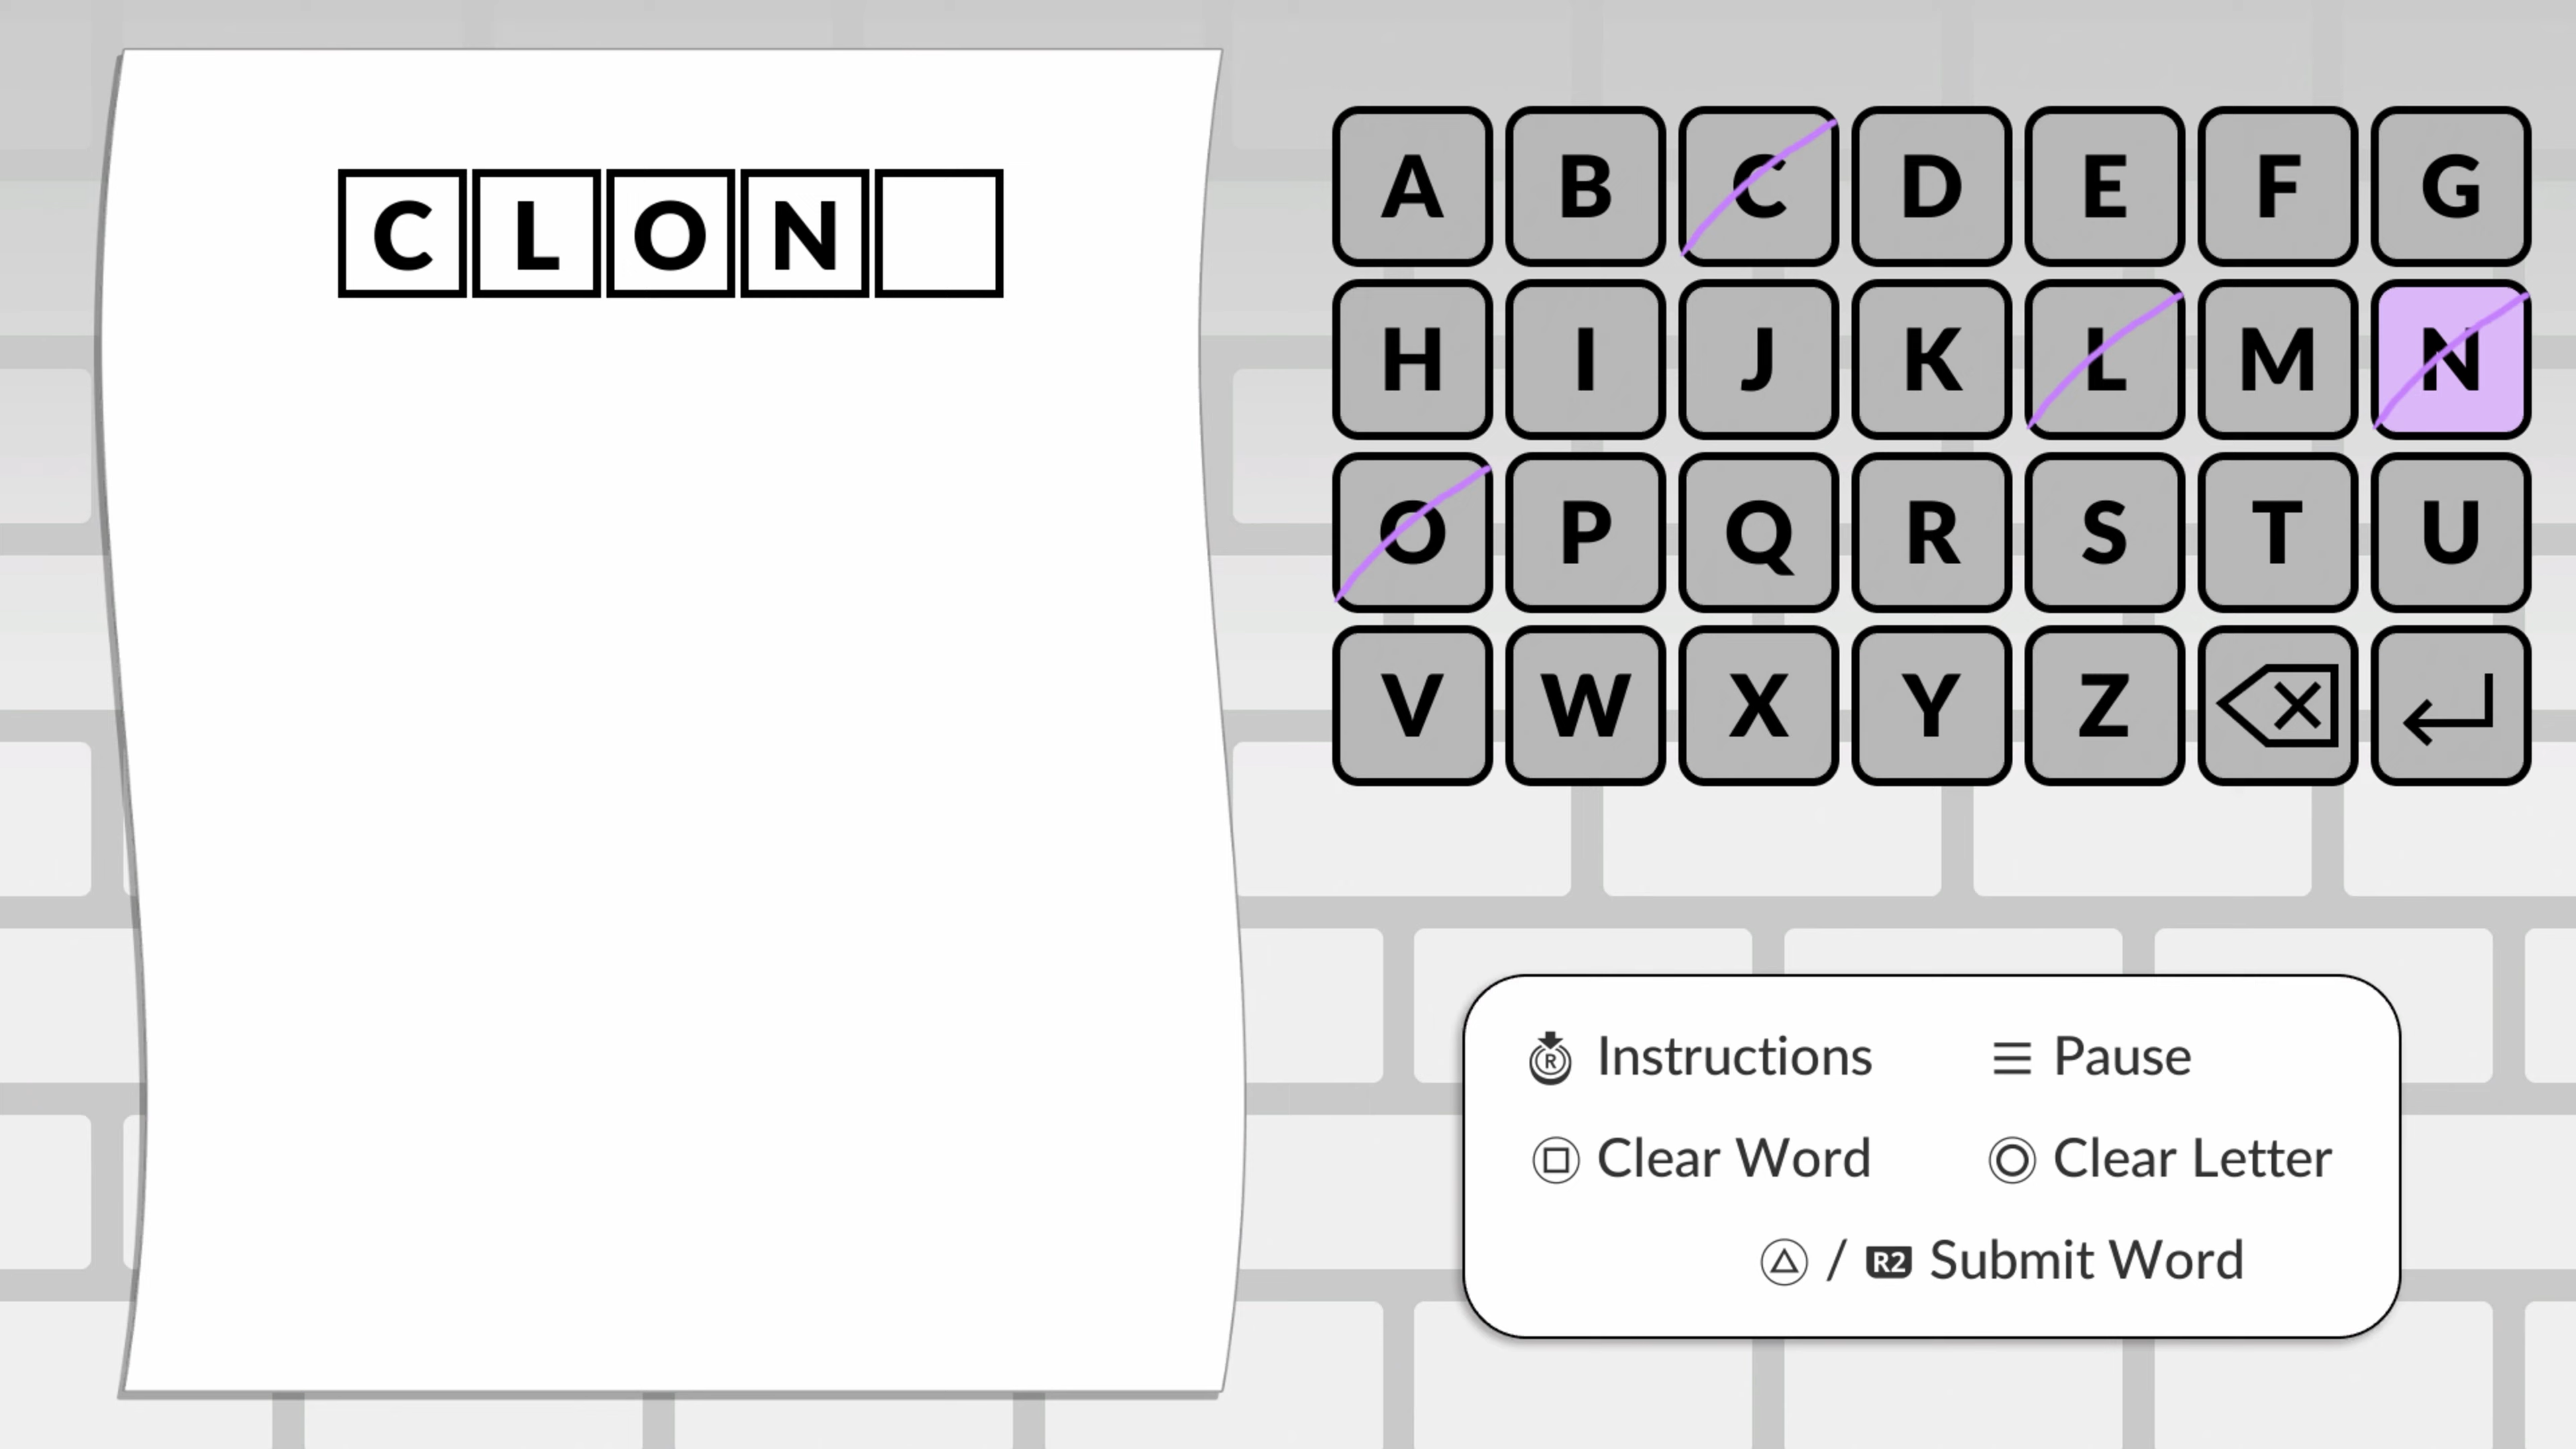 CLON
A B C D E F G
H I J K L M N
O P Q R S T U
V W X Y Z
R Instructions Pause
Clear Word Clear Letter
/ R2 Submit Word